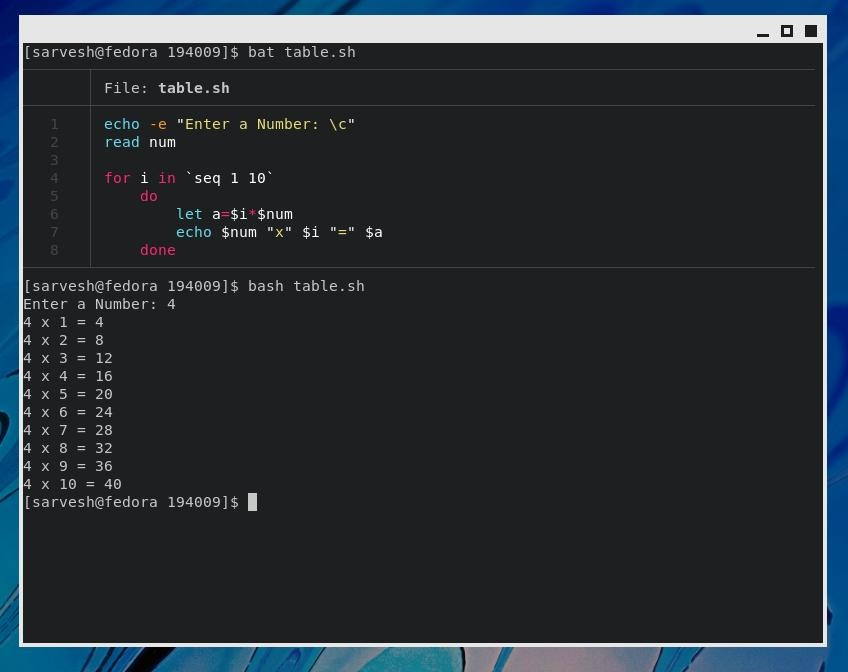 [sarvesh@fedora 194009]$ bat table.sh
File: table.sh
1 echo -e "Enter a Number: \c"
2 read num
3
4 for i in `seq 1 10`
5 do
6 let a=$i*$num
7 echo $num "x" $i "=" $a
8 done
[sarvesh@fedora 194009]$ bash table.sh
Enter a Number: 4
4 x 1 = 4
4 x 2 = 8
4 x 3 = 12
4 x 4 = 16
4 x 5 = 20
4 x 6 = 24
4 x 7 = 28
4 x 8 = 32
4 x 9 = 36
4 x 10 = 40
[sarvesh@fedora 194009]$